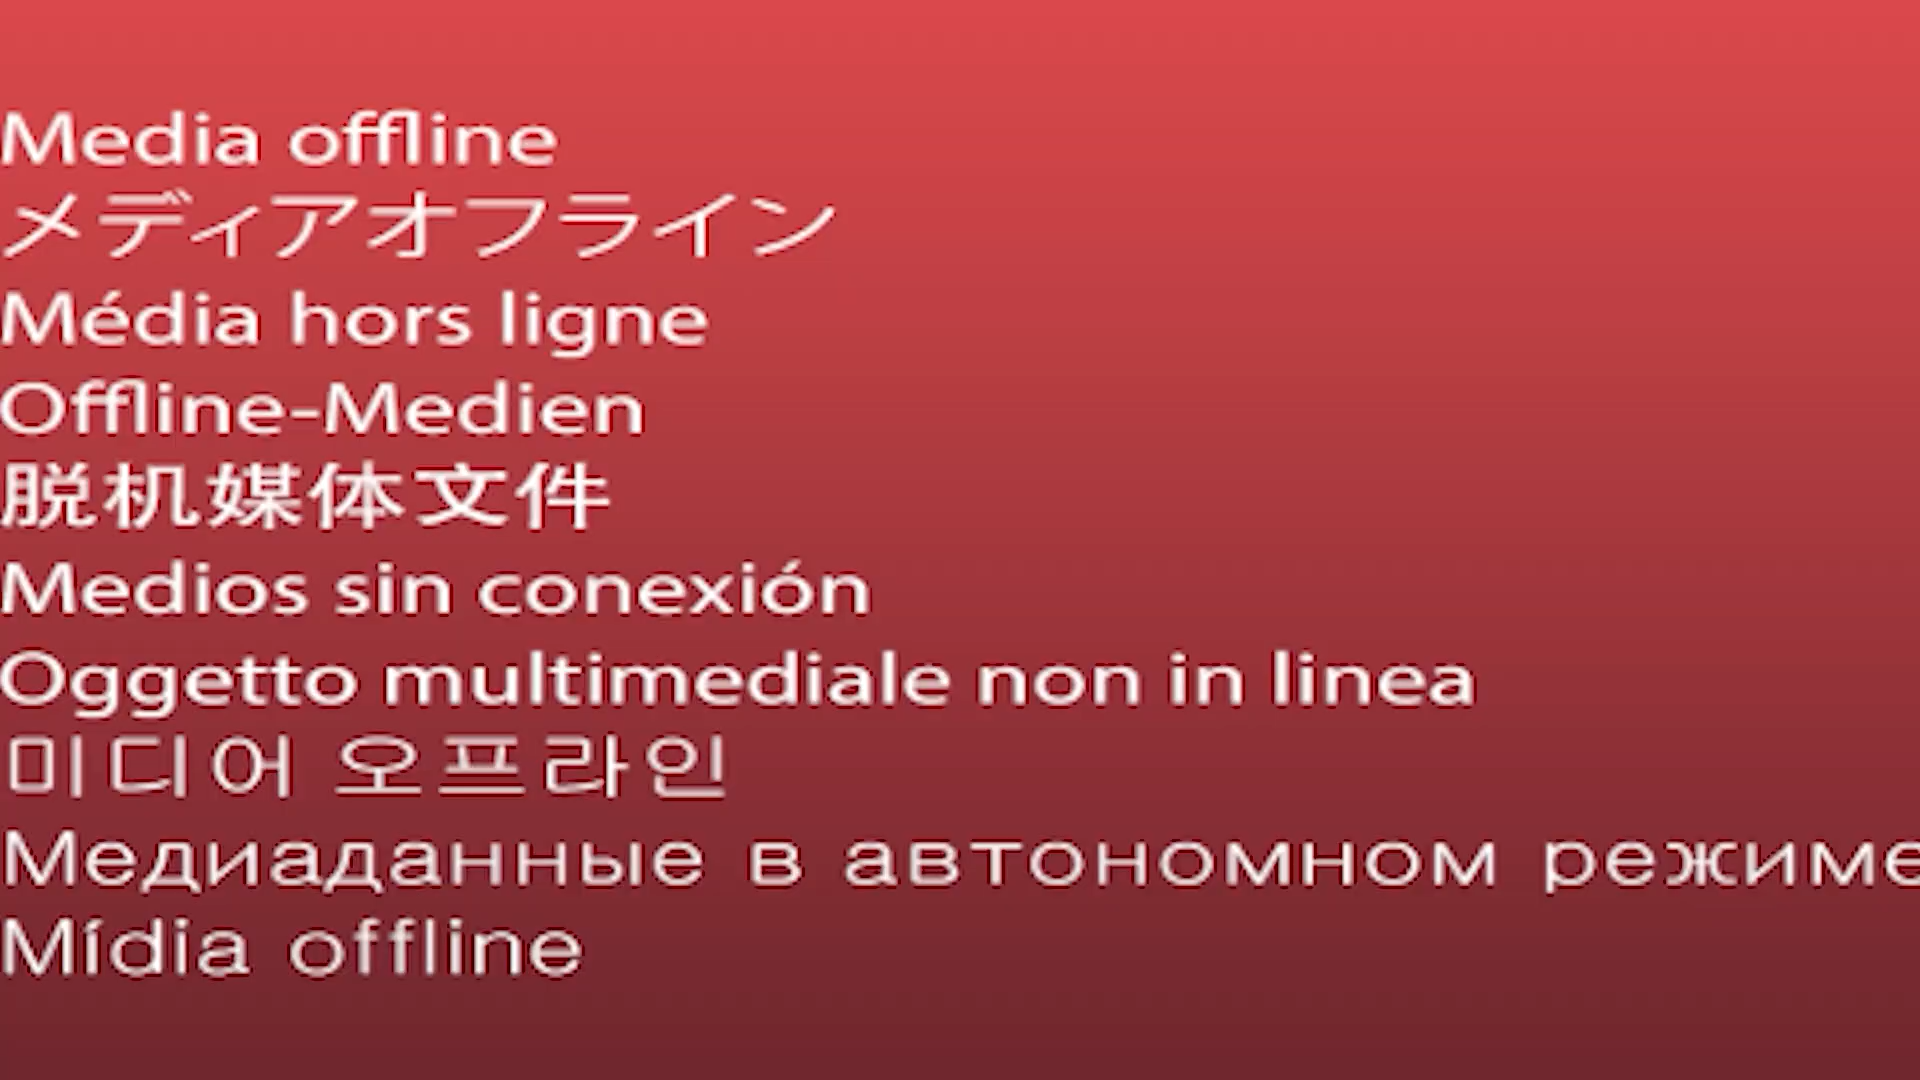 Media offline
メディアオフライン
Média hors ligne
Offline-Medien
脱机媒体文件
Medios sin conexión
Oggetto multimediale non in linea
미디어 오프라인
Медиаданные в автономном режиме
Mídia offline